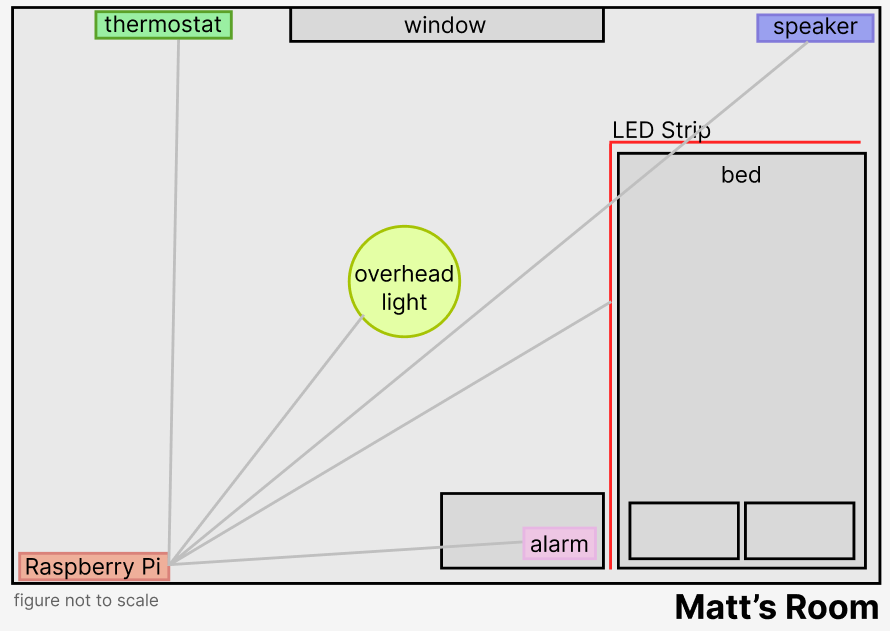 thermostat
window
speaker
LED Strip
bed
overhead
light
alarm
Raspberry Pi
figure not to scale
Matt’s Room